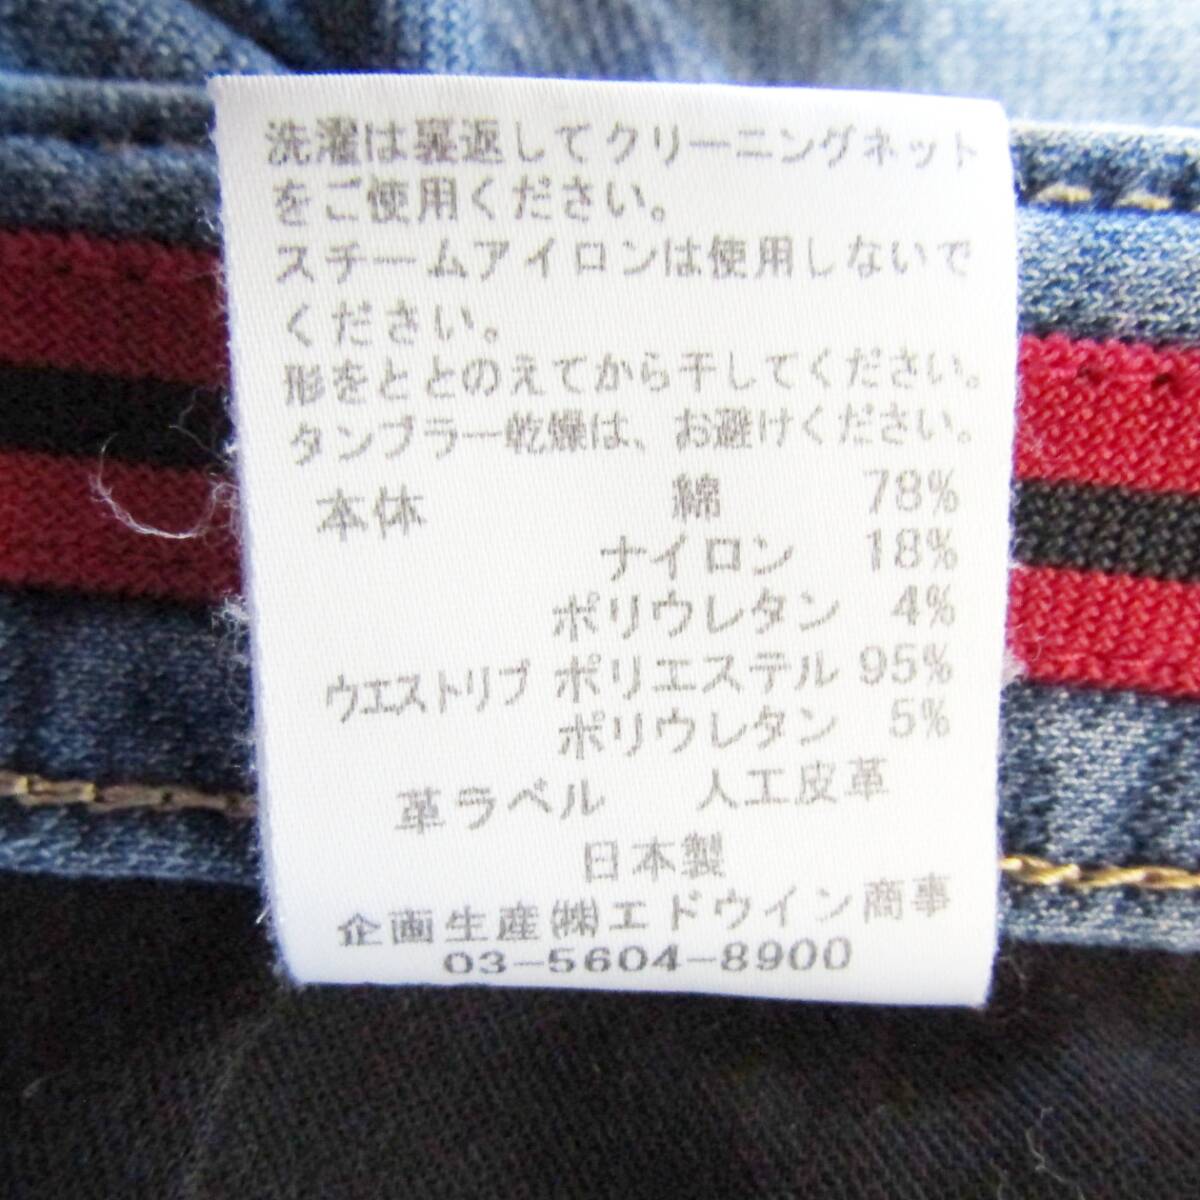 洗濯は裏返してクリーニングネット
をご使用ください。
スチームアイロンは使用しないで
ください。
形をととのえてから干してください。
タンブラー乾燥は、お避けください。
本体 綿 78%
ナイロン 18%
ポリウレタン 4%
ウエストリブ ポリエステル 95%
ポリウレタン 5%
革ラベル 人工皮革
日本製
企画生産㈱エドウイン商事
03-5604-8900